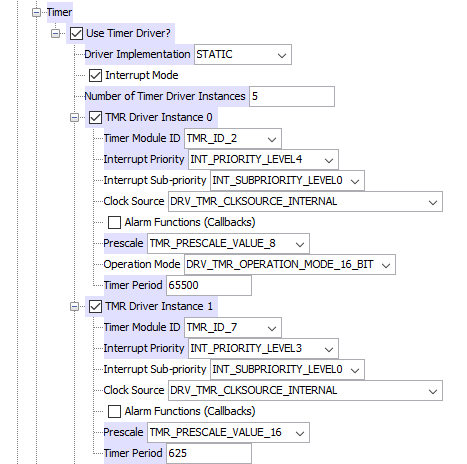 Timer
Use Timer Driver?
Driver Implementation STATIC
Interrupt Mode
Number of Timer Driver Instances 5
TMR Driver Instance 0
Timer Module ID TMR_ID_2
Interrupt Priority INT_PRIORITY_LEVEL4
Interrupt Sub-priority INT_SUBPRIORITY_LEVEL0
Clock Source DRV_TMR_CLKSOURCE_INTERNAL
Alarm Functions (Callbacks)
Prescale TMR_PRESCALE_VALUE_8
Operation Mode DRV_TMR_OPERATION_MODE_16_BIT
Timer Period 65500
TMR Driver Instance 1
Timer Module ID TMR_ID_7
Interrupt Priority INT_PRIORITY_LEVEL3
Interrupt Sub-priority INT_SUBPRIORITY_LEVEL0
Clock Source DRV_TMR_CLKSOURCE_INTERNAL
Alarm Functions (Callbacks)
Prescale TMR_PRESCALE_VALUE_16
Timer Period 625